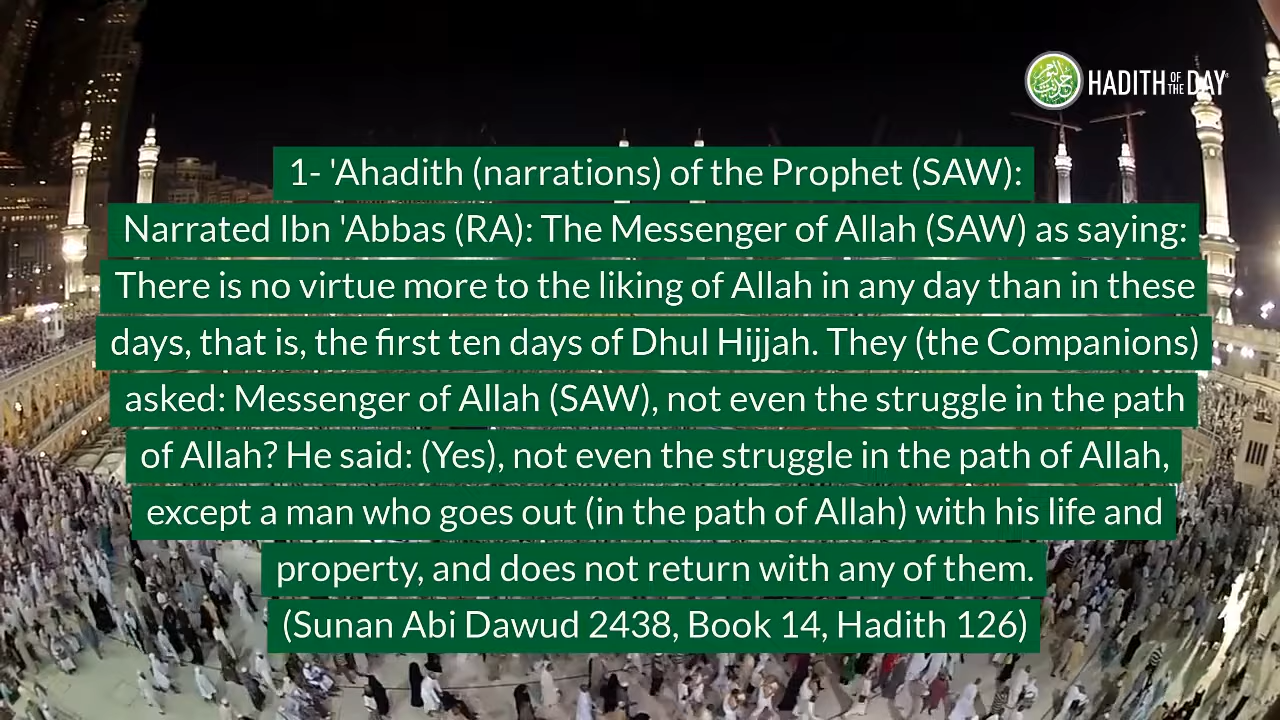 HADITH OF THE DAY
1- 'Ahadith (narrations) of the Prophet (SAW):
Narrated Ibn 'Abbas (RA): The Messenger of Allah (SAW) as saying:
There is no virtue more to the liking of Allah in any day than in these
days, that is, the first ten days of Dhul Hijjah. They (the Companions)
asked: Messenger of Allah (SAW), not even the struggle in the path
of Allah? He said: (Yes), not even the struggle in the path of Allah,
except a man who goes out (in the path of Allah) with his life and
property, and does not return with any of them.
(Sunan Abi Dawud 2438, Book 14, Hadith 126)